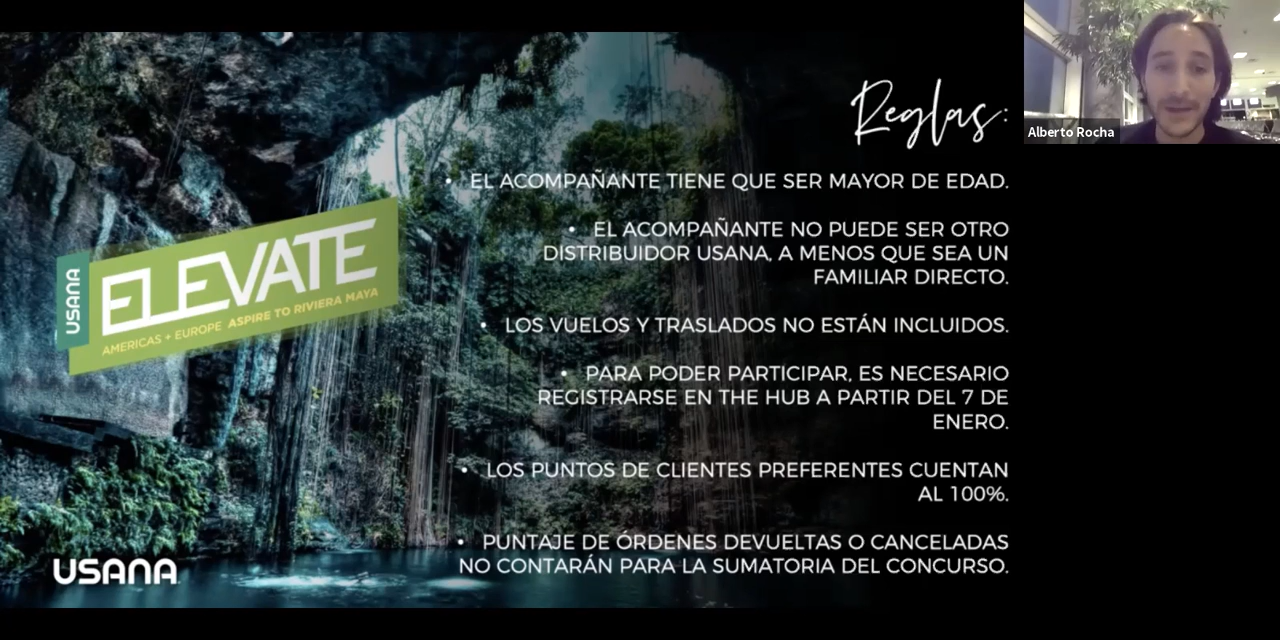 Reglas:
• EL ACOMPAÑANTE TIENE QUE SER MAYOR DE EDAD.
• EL ACOMPAÑANTE NO PUEDE SER OTRO
DISTRIBUIDOR USANA, A MENOS QUE SEA UN
FAMILIAR DIRECTO.
• LOS VUELOS Y TRASLADOS NO ESTÁN INCLUIDOS.
• PARA PODER PARTICIPAR, ES NECESARIO
REGISTRARSE EN THE HUB A PARTIR DEL 7 DE
ENERO.
• LOS PUNTOS DE CLIENTES PREFERENTES CUENTAN
AL 100%.
• PUNTAJE DE ÓRDENES DEVUELTAS O CANCELADAS
NO CONTARÁN PARA LA SUMATORIA DEL CONCURSO.
USANA
ELEVATE
AMERICAS + EUROPE ASPIRE TO RIVIERA MAYA
USANA
Alberto Rocha